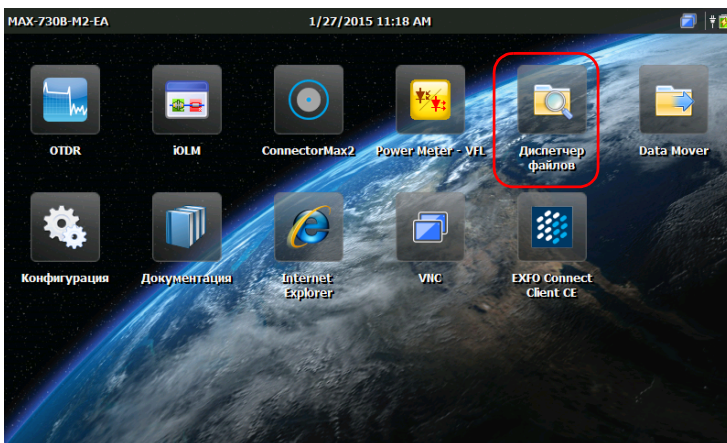 MAX-730B-M2-EA 1/27/2015 11:18 AM
OTDR iOLM ConnectorMax2 Power Meter - VFL Диспетчер файлов Data Mover
Конфигурация Документация Internet Explorer VNC EXFO Connect Client CE